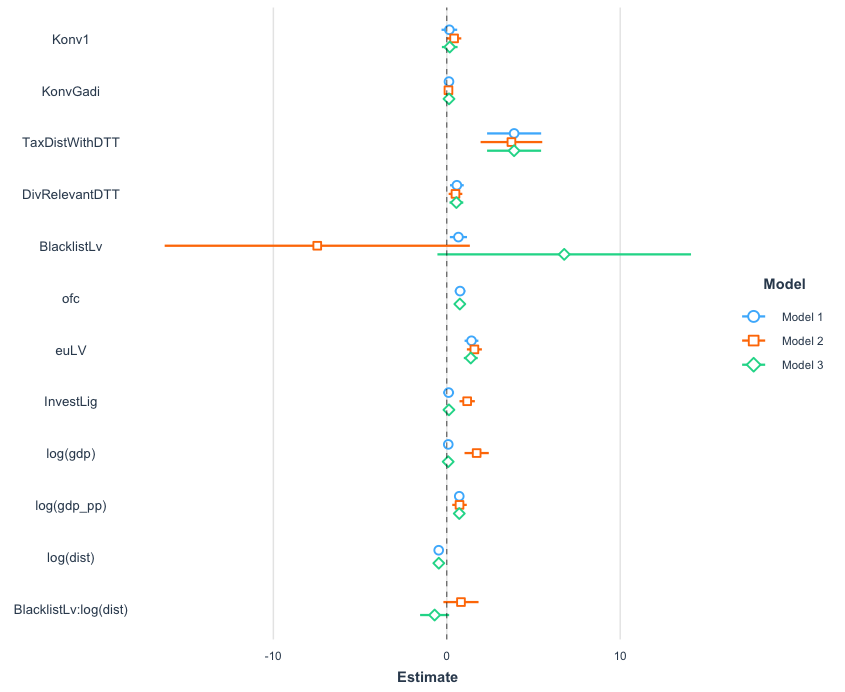 Konv1
KonvGadi
TaxDistWithDTT
DivRelevantDTT
BlacklistLv
ofc
euLV
InvestLig
log(gdp)
log(gdp_pp)
log(dist)
BlacklistLv:log(dist)
-10
0
10
Estimate
Model
Model 1
Model 2
Model 3